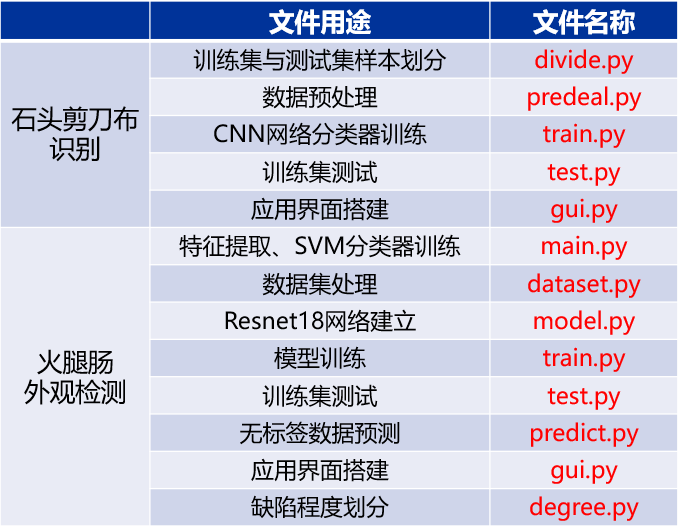 文件用途 文件名称
石头剪刀布
识别
训练集与测试集样本划分 divide.py
数据预处理 predeal.py
CNN网络分类器训练 train.py
训练集测试 test.py
应用界面搭建 gui.py
火腿肠
外观检测
特征提取、SVM分类器训练 main.py
数据集处理 dataset.py
Resnet18网络建立 model.py
模型训练 train.py
训练集测试 test.py
无标签数据预测 predict.py
应用界面搭建 gui.py
缺陷程度划分 degree.py